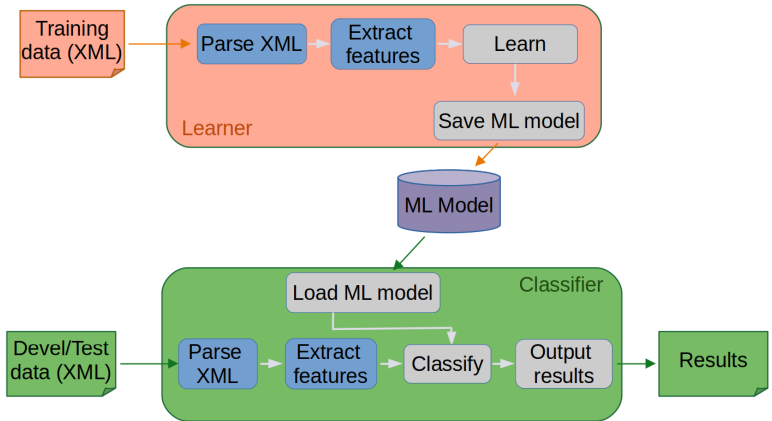 Training
data (XML)
Parse XML
Extract
features
Learn
Save ML model
Learner
ML Model
Load ML model
Classifier
Devel/Test
data (XML)
Parse
XML
Extract
features
Classify
Output
results
Results